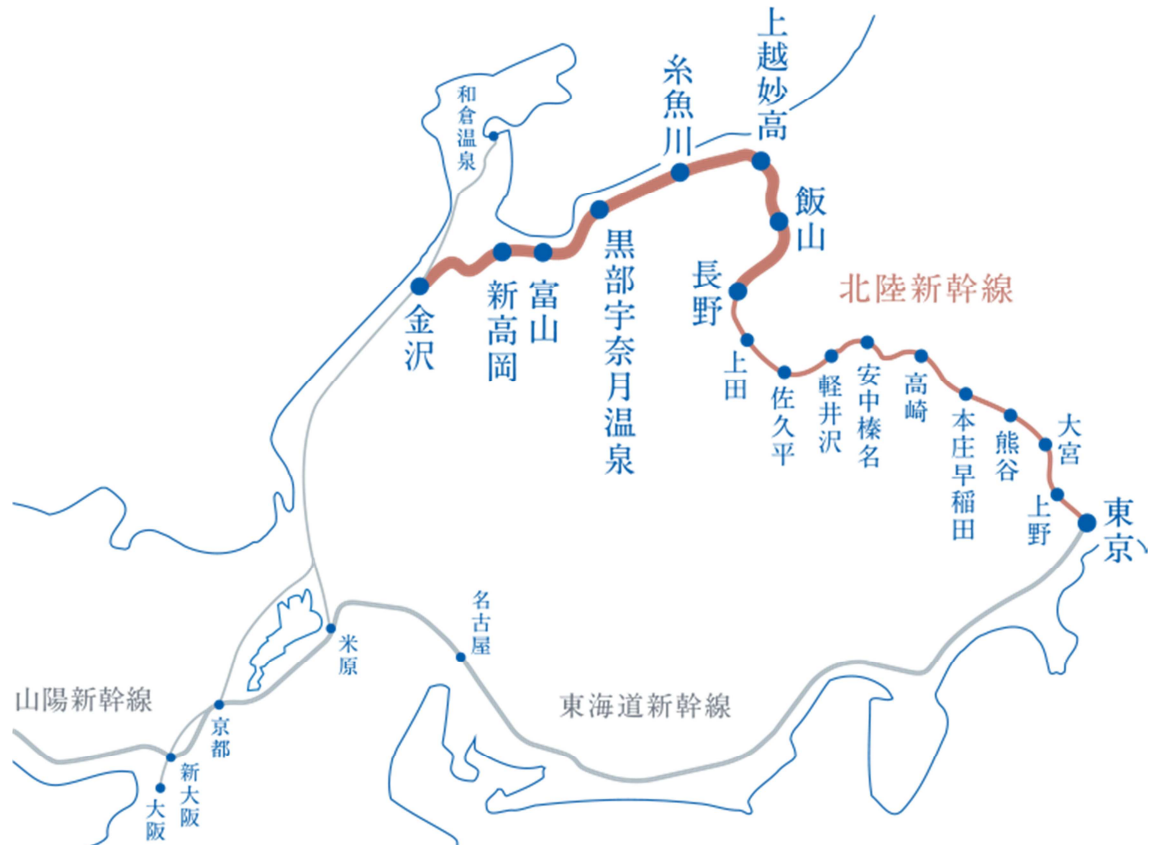 上越妙高
糸魚川
和倉温泉
飯山
黒部宇奈月温泉
長野
北陸新幹線
新高岡
富山
金沢
上田
佐久平
軽井沢
安中榛名
高崎
本庄早稲田
熊谷
大宮
上野
東京
名古屋
米原
山陽新幹線
東海道新幹線
京都
新大阪
大阪